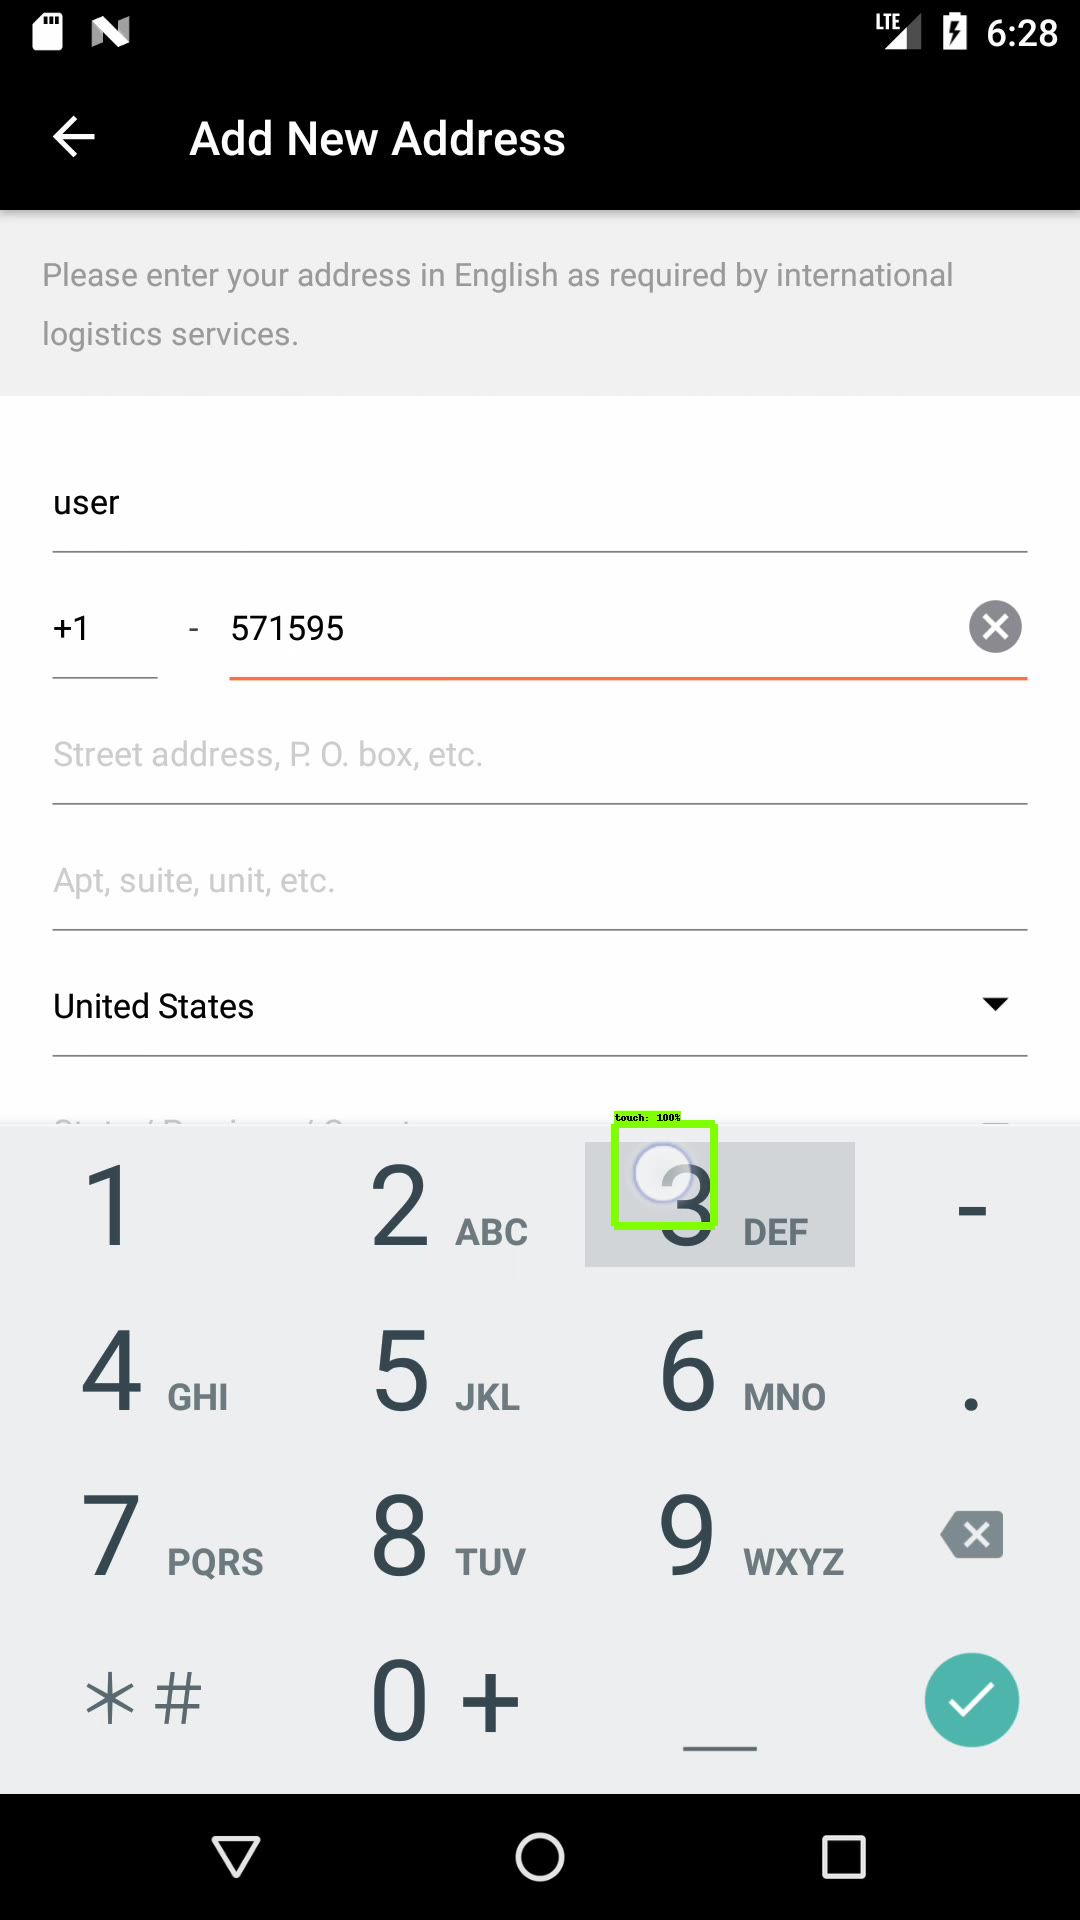 LTE 6:28
Add New Address
Please enter your address in English as required by international
logistics services.
user
+1 - 571595
Street address, P. O. box, etc.
Apt, suite, unit, etc.
United States
touch: 100%
1 2 ABC 3 DEF -
4 GHI 5 JKL 6 MNO .
7 PQRS 8 TUV 9 WXYZ
*# 0 +